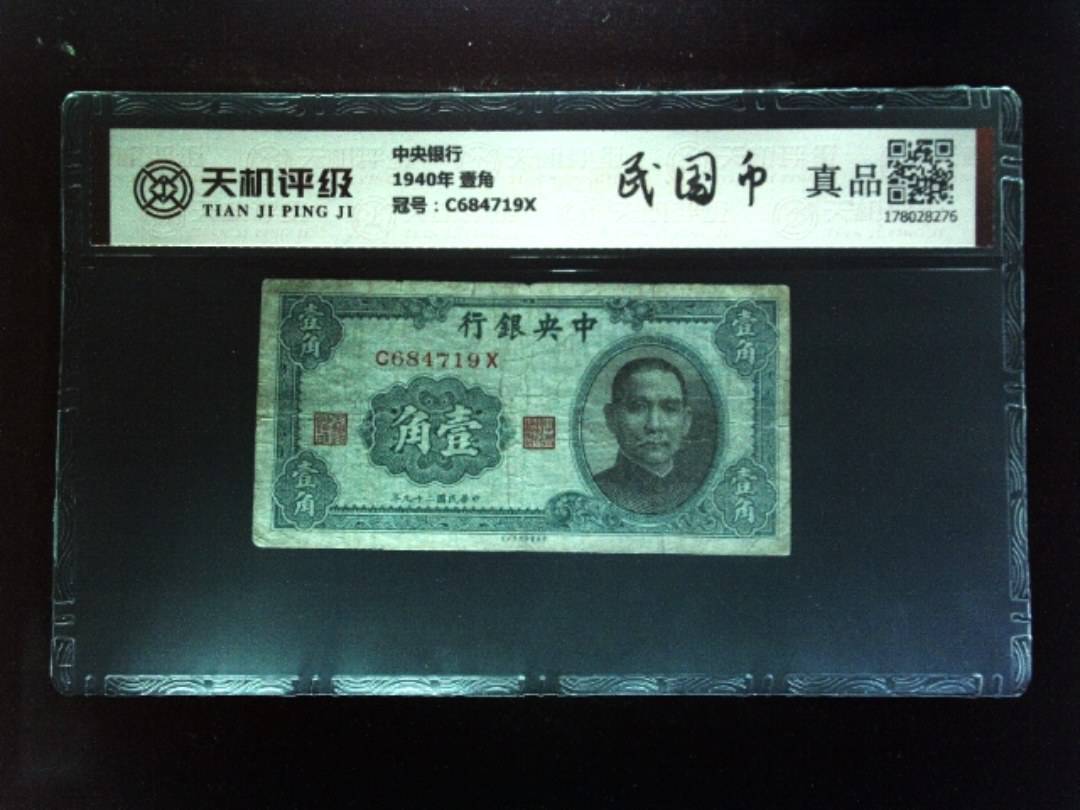 天机评级
TIAN JI PING JI
中央银行
1940年 壹角
冠号：C684719X
民国币
真品
178028276
行銀央中
C684719X
壹角
壹角
角壹
壹角
壹角
年九十二國民華中